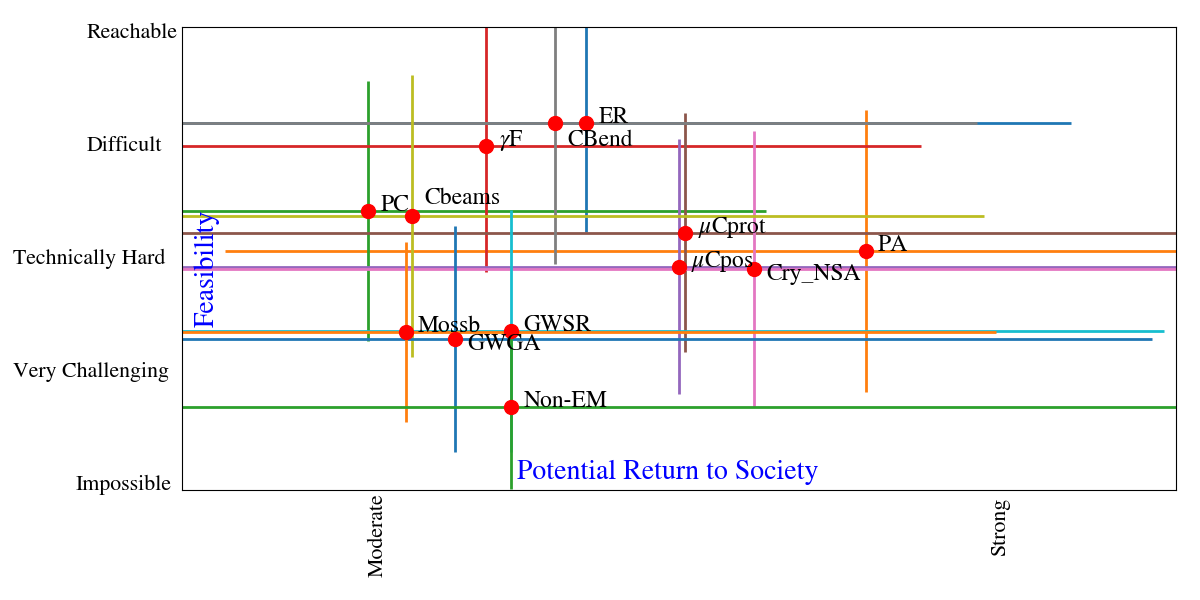 Reachable
ER
Difficult
γF
CBend
PC
Cbeams
μCprot
PA
Technically Hard
Feasibility
μCpos
Cry_NSA
Mossb
GWSR
GWGA
Very Challenging
Non-EM
Potential Return to Society
Impossible
Moderate
Strong